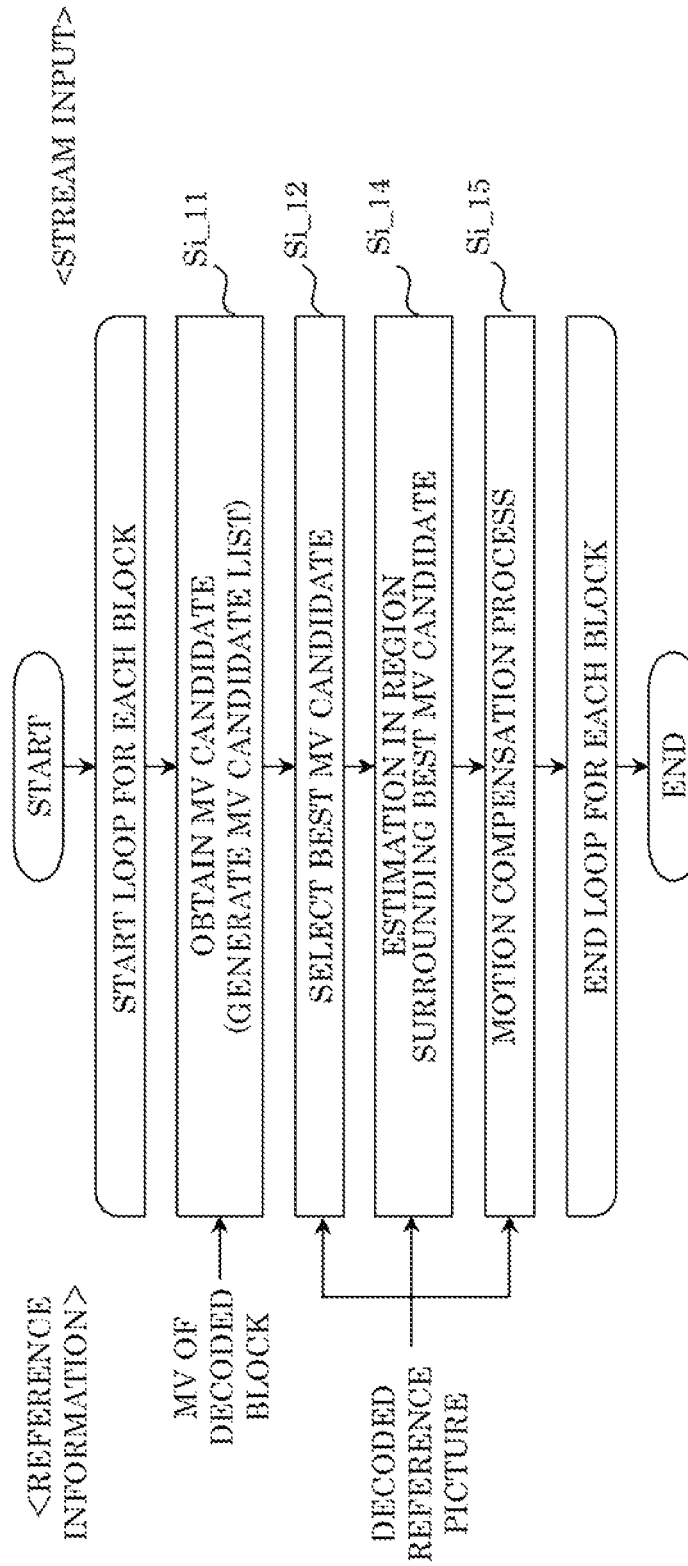 <REFERENCE
INFORMATION>
<STREAM INPUT>
START
START LOOP FOR EACH BLOCK
MV OF
DECODED
BLOCK
OBTAIN MV CANDIDATE
(GENERATE MV CANDIDATE LIST)
Si_11
SELECT BEST MV CANDIDATE
Si_12
DECODED
REFERENCE
PICTURE
ESTIMATION IN REGION
SURROUNDING BEST MV CANDIDATE
Si_14
MOTION COMPENSATION PROCESS
Si_15
END LOOP FOR EACH BLOCK
END